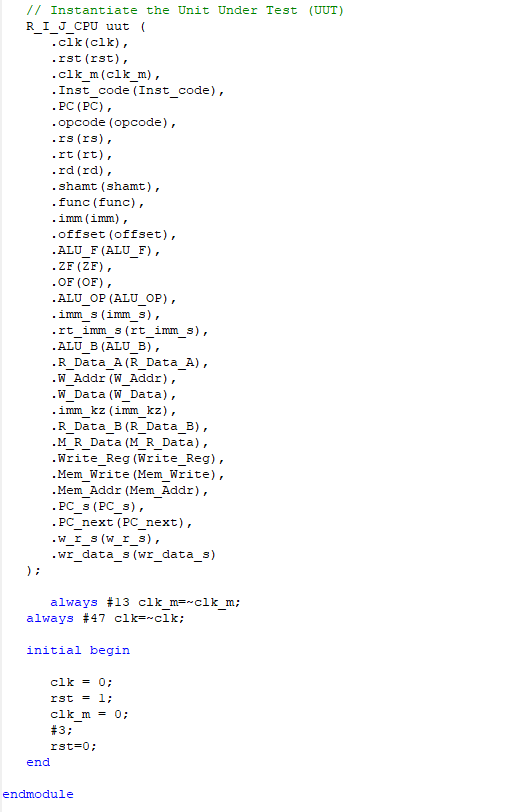 // Instantiate the Unit Under Test (UUT)
R_I_J_CPU uut (
.clk(clk),
.rst(rst),
.clk_m(clk_m),
.Inst_code(Inst_code),
.PC(PC),
.opcode(opcode),
.rs(rs),
.rt(rt),
.rd(rd),
.shamt(shamt),
.func(func),
.imm(imm),
.offset(offset),
.ALU_F(ALU_F),
.ZF(ZF),
.OF(OF),
.ALU_OP(ALU_OP),
.imm_s(imm_s),
.rt_imm_s(rt_imm_s),
.ALU_B(ALU_B),
.R_Data_A(R_Data_A),
.W_Addr(W_Addr),
.W_Data(W_Data),
.imm_kz(imm_kz),
.R_Data_B(R_Data_B),
.M_R_Data(M_R_Data),
.Write_Reg(Write_Reg),
.Mem_Write(Mem_Write),
.Mem_Addr(Mem_Addr),
.PC_s(PC_s),
.PC_next(PC_next),
.w_r_s(w_r_s),
.wr_data_s(wr_data_s)
);
always #13 clk_m=~clk_m;
always #47 clk=~clk;
initial begin
clk = 0;
rst = 1;
clk_m = 0;
#3;
rst=0;
end
endmodule